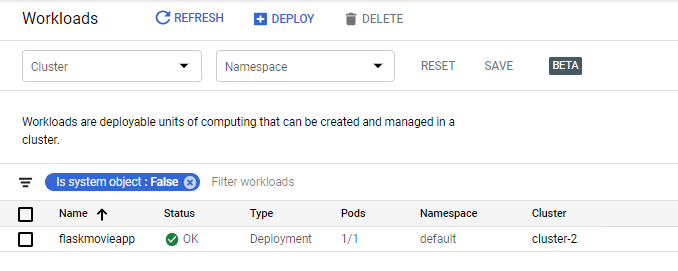 Workloads REFRESH DEPLOY DELETE
Cluster Namespace RESET SAVE BETA
Workloads are deployable units of computing that can be created and managed in a
cluster.
Is system object : False Filter workloads
Name Status Type Pods Namespace Cluster
flaskmovieapp OK Deployment 1/1 default cluster-2